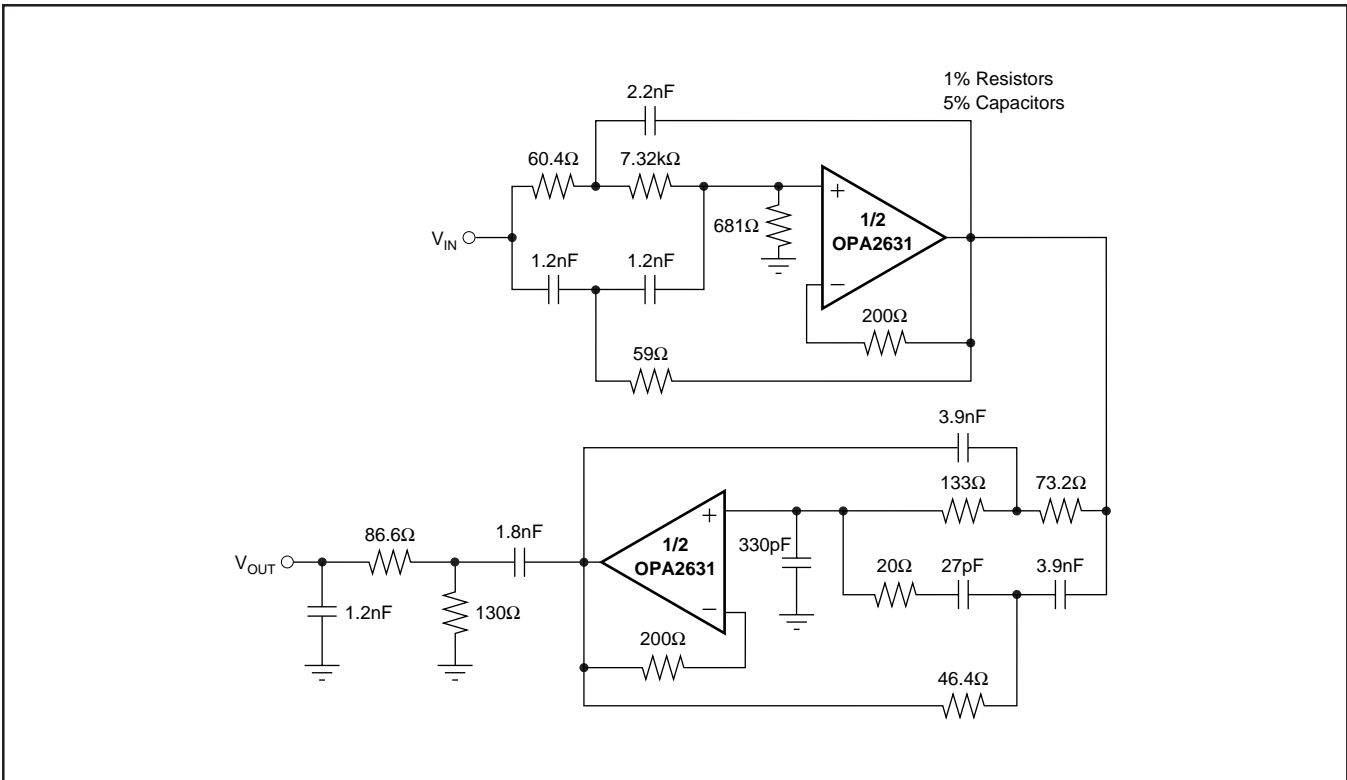 1% Resistors
5% Capacitors
2.2nF
60.4Ω
7.32kΩ
+
1/2
OPA2631
681Ω
V_IN
1.2nF
1.2nF
−
200Ω
59Ω
3.9nF
133Ω
73.2Ω
+
1.8nF
86.6Ω
1/2
OPA2631
330pF
V_OUT
20Ω
27pF
3.9nF
1.2nF
130Ω
−
200Ω
46.4Ω